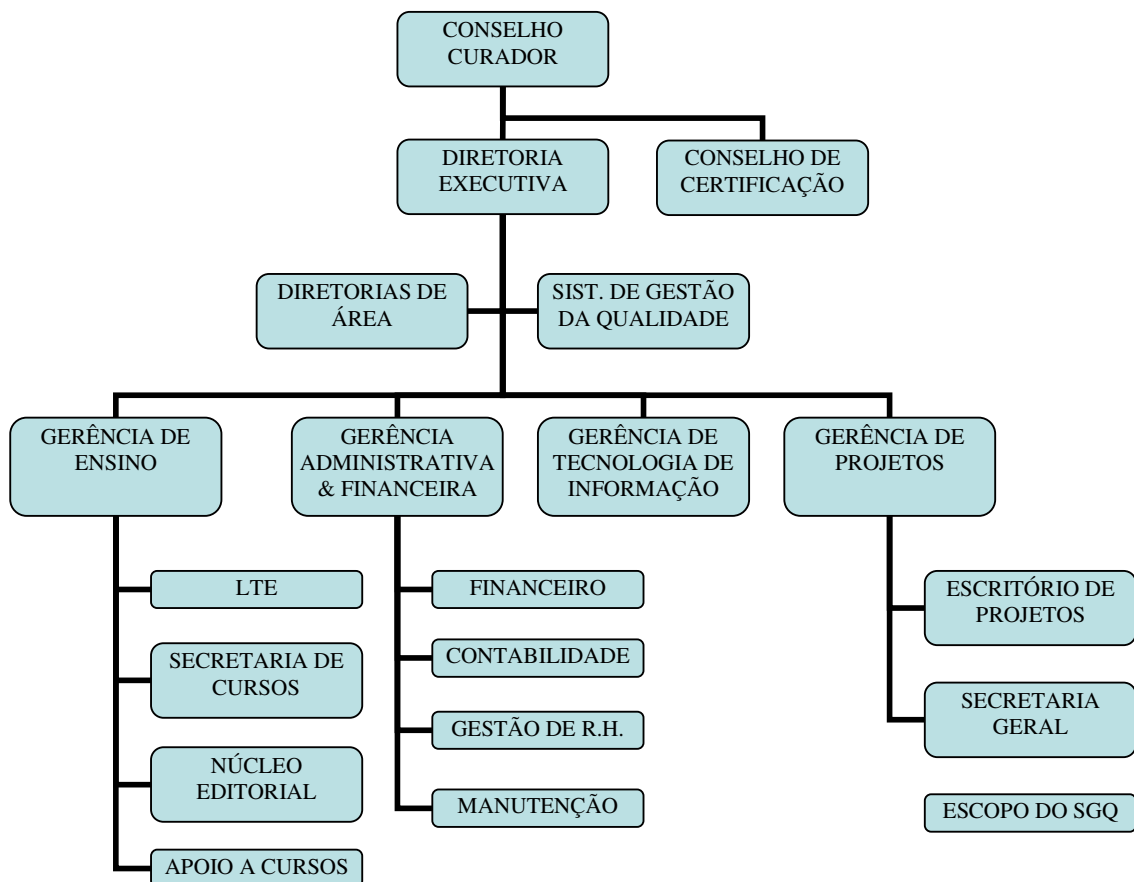 CONSELHO
CURADOR
DIRETORIA
EXECUTIVA
CONSELHO DE
CERTIFICAÇÃO
DIRETORIAS DE
ÁREA
SIST. DE GESTÃO
DA QUALIDADE
GERÊNCIA DE
ENSINO
GERÊNCIA
ADMINISTRATIVA
& FINANCEIRA
GERÊNCIA DE
TECNOLOGIA DE
INFORMAÇÃO
GERÊNCIA DE
PROJETOS
LTE
SECRETARIA DE
CURSOS
NÚCLEO
EDITORIAL
APOIO A CURSOS
FINANCEIRO
CONTABILIDADE
GESTÃO DE R.H.
MANUTENÇÃO
ESCRITÓRIO DE
PROJETOS
SECRETARIA
GERAL
ESCOPO DO SGQ